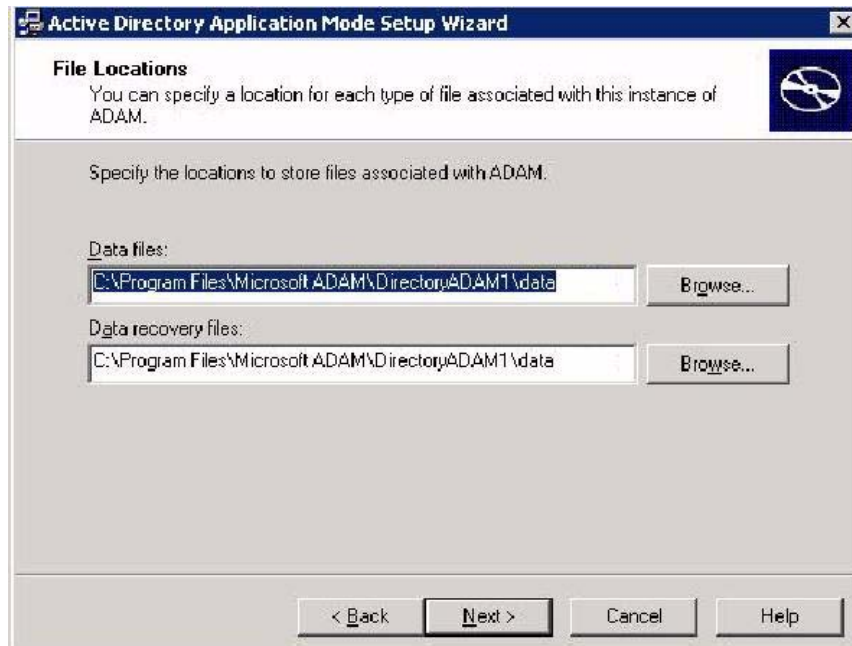 Active Directory Application Mode Setup Wizard
File Locations
You can specify a location for each type of file associated with this instance of
ADAM.
Specify the locations to store files associated with ADAM.
Data files:
C:\Program Files\Microsoft ADAM\DirectoryADAM1\data
Browse...
Data recovery files:
C:\Program Files\Microsoft ADAM\DirectoryADAM1\data
Browse...
< Back
Next >
Cancel
Help